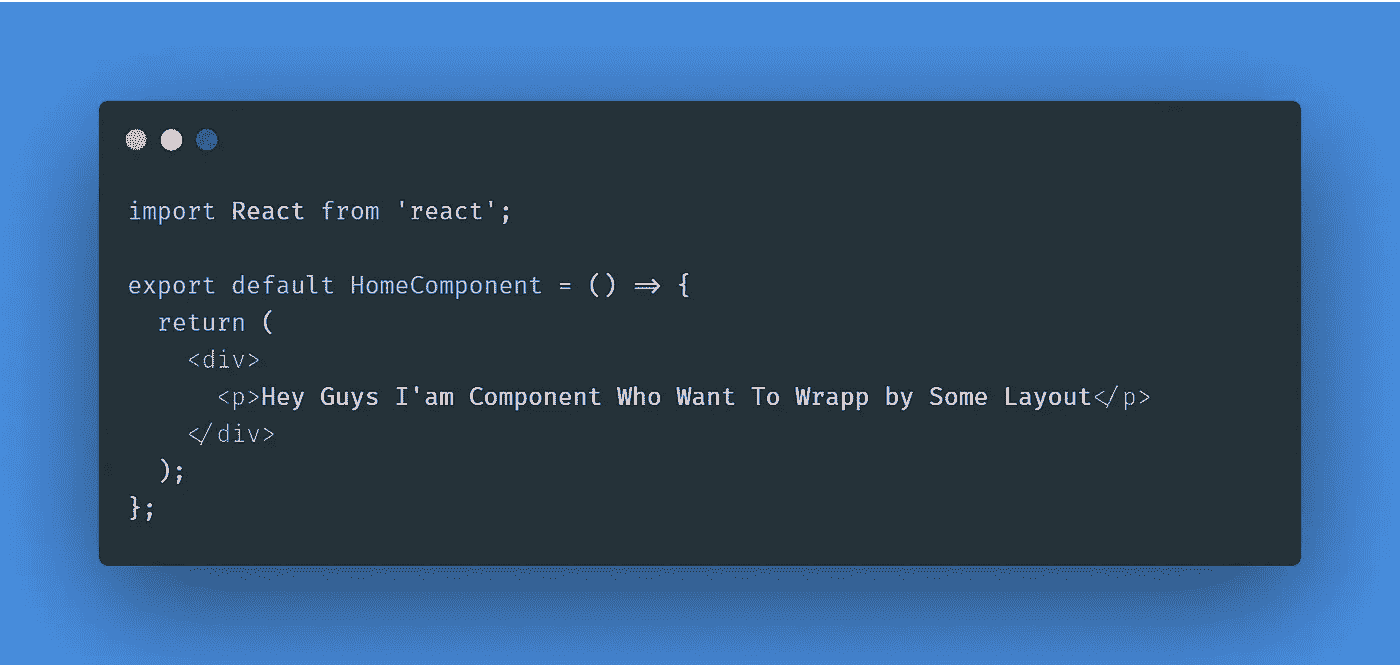 import React from 'react';
export default HomeComponent = () => {
return (
<div>
<p>Hey Guys I'am Component Who Want To Wrapp by Some Layout</p>
</div>
);
};